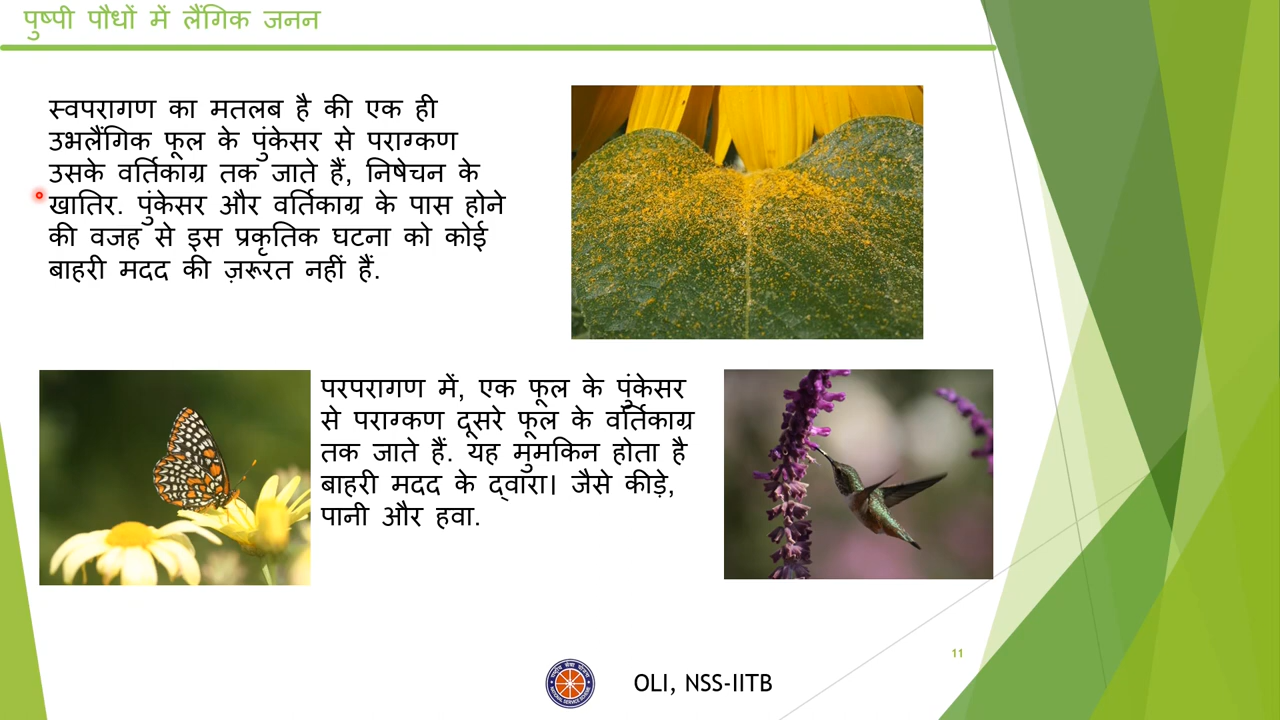 पुष्पी पौधों में लैंगिक जनन
स्वपरागण का मतलब है की एक ही
उभलैंगिक फूल के पुंकेसर से पराग्कण
उसके वर्तिकाग्र तक जाते हैं, निषेचन के
खातिर. पुंकेसर और वर्तिकाग्र के पास होने
की वजह से इस प्रकृतिक घटना को कोई
बाहरी मदद की ज़रूरत नहीं हैं.
परपरागण में, एक फूल के पुंकेसर
से पराग्कण दूसरे फूल के वर्तिकाग्र
तक जाते हैं. यह मुमकिन होता है
बाहरी मदद के द्वारा। जैसे कीड़े,
पानी और हवा.
11
OLI, NSS-IITB